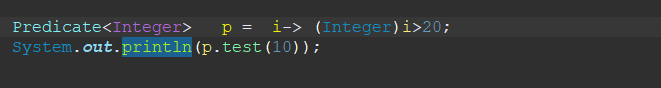 Predicate<Integer>   p =  i-> (Integer)i>20;
System.out.println(p.test(10));